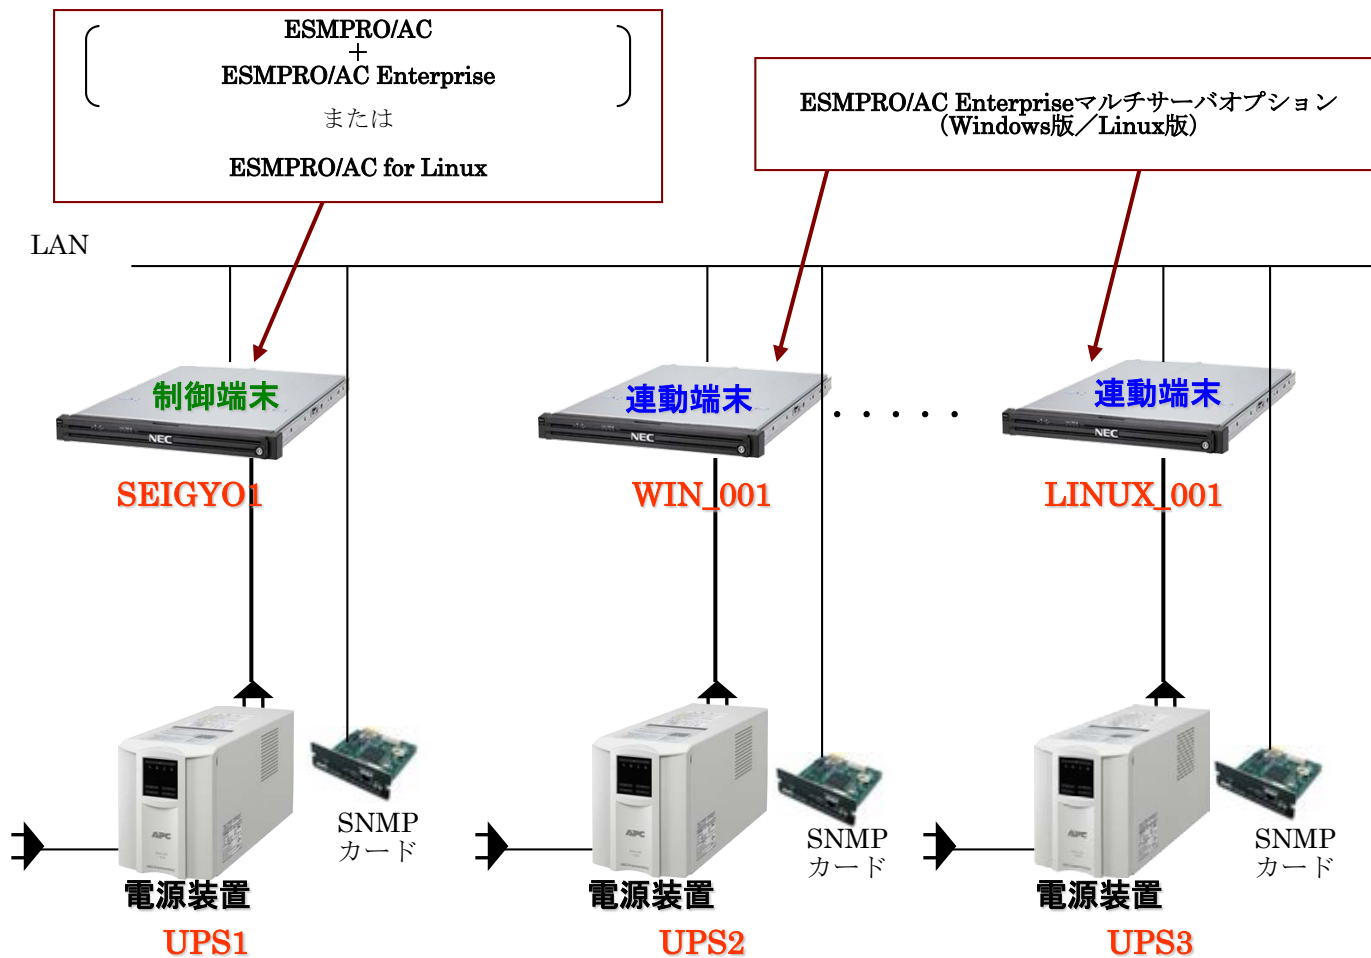 ESMPRO/AC
＋
ESMPRO/AC Enterprise
または
ESMPRO/AC for Linux
ESMPRO/AC Enterpriseマルチサーバオプション
（Windows版／Linux版）
LAN
制御端末
連動端末
・・・・・
連動端末
NEC
NEC
NEC
SEIGYO1
WIN_001
LINUX_001
APC
APC
APC
SNMP
カード
SNMP
カード
SNMP
カード
電源装置
電源装置
電源装置
UPS1
UPS2
UPS3